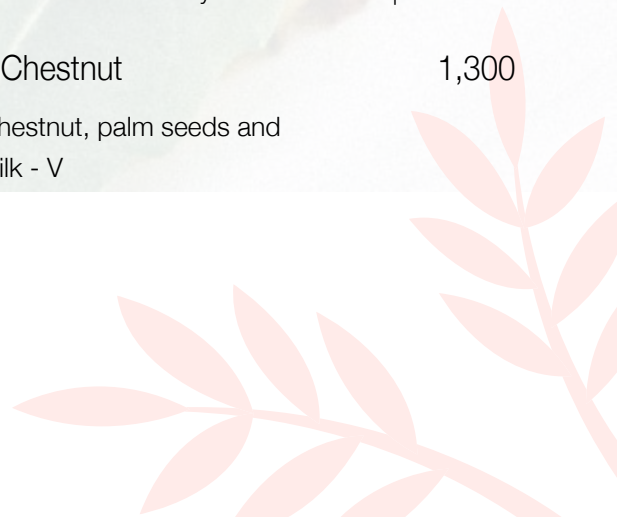 Chestnut 1,300
hestnut, palm seeds and
ilk - V